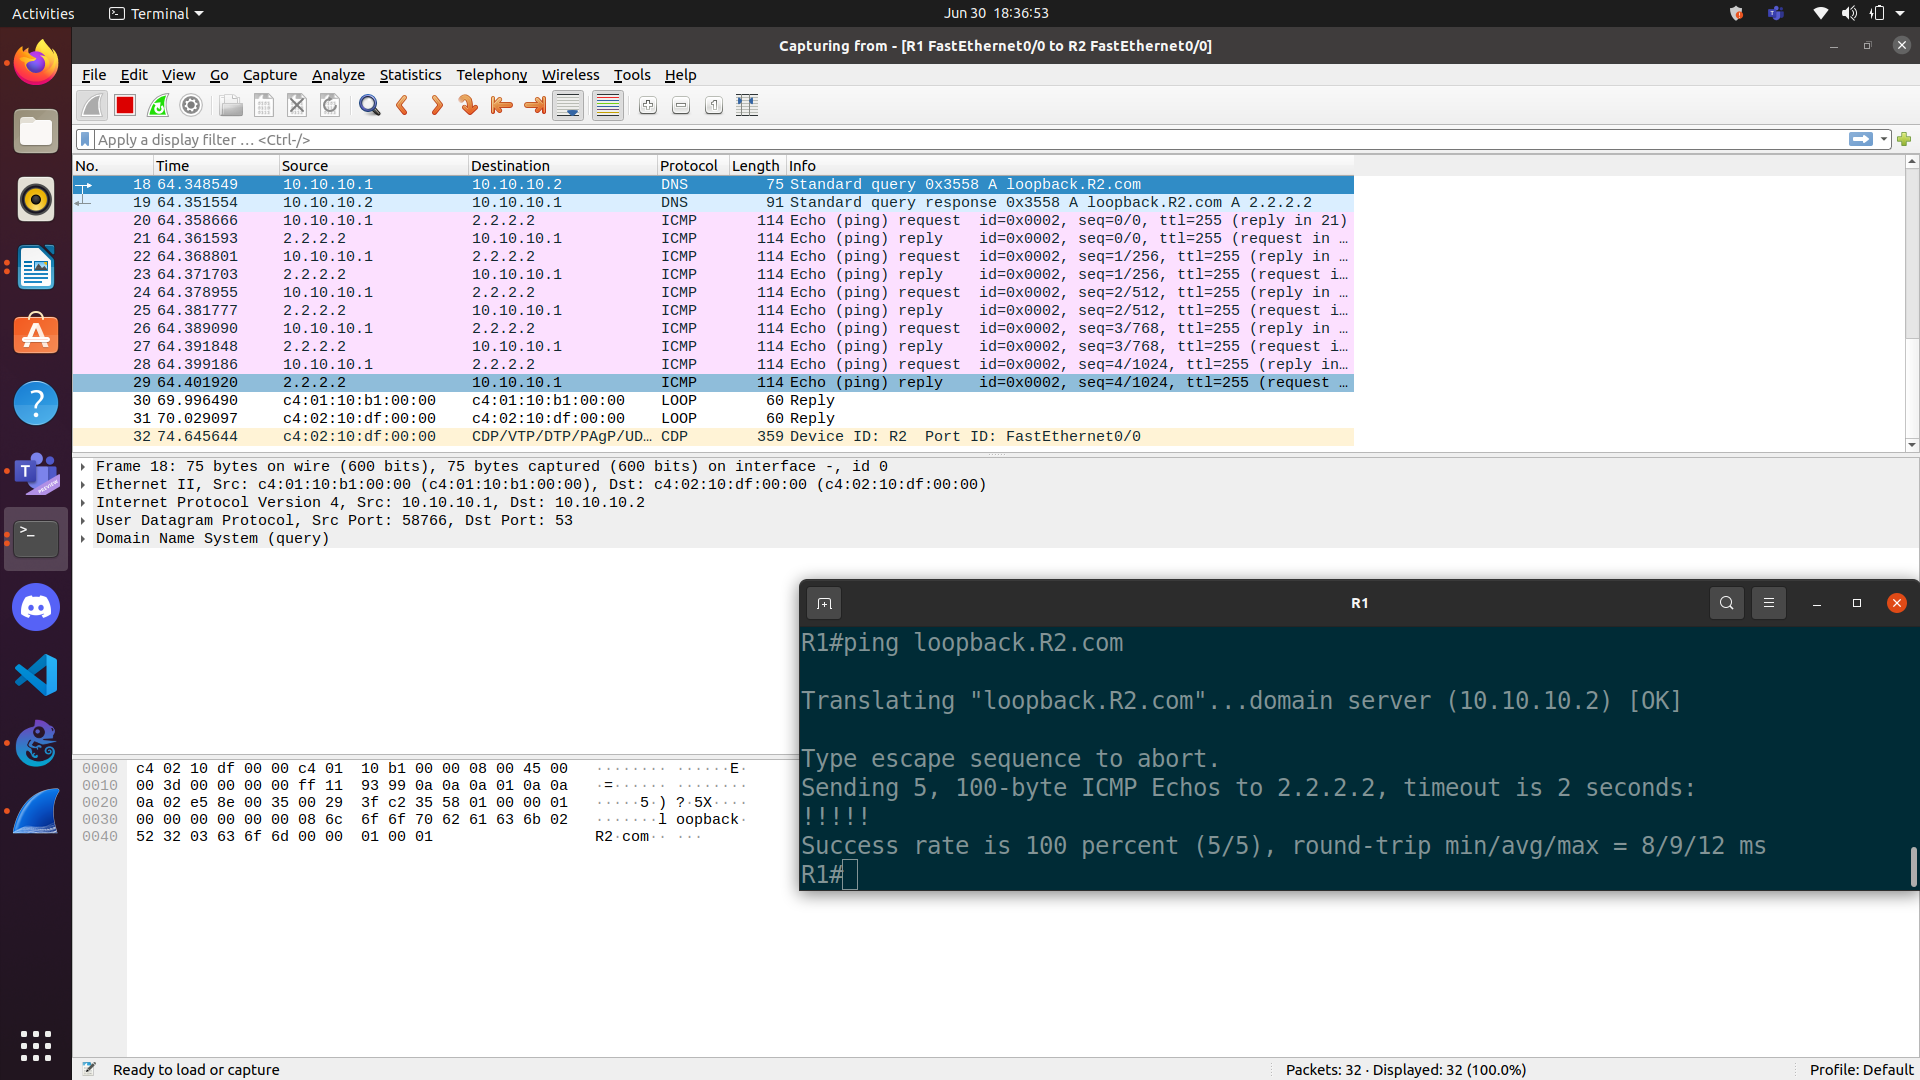 Activities Terminal Jun 30 18:36:53
Capturing from - [R1 FastEthernet0/0 to R2 FastEthernet0/0]
File Edit View Go Capture Analyze Statistics Telephony Wireless Tools Help
Apply a display filter … <Ctrl-/>
No. Time Source Destination Protocol Length Info
18 64.348549 10.10.10.1 10.10.10.2 DNS 75 Standard query 0x3558 A loopback.R2.com
19 64.351554 10.10.10.2 10.10.10.1 DNS 91 Standard query response 0x3558 A loopback.R2.com A 2.2.2.2
20 64.358666 10.10.10.1 2.2.2.2 ICMP 114 Echo (ping) request id=0x0002, seq=0/0, ttl=255 (reply in 21)
21 64.361593 2.2.2.2 10.10.10.1 ICMP 114 Echo (ping) reply id=0x0002, seq=0/0, ttl=255 (request in …
22 64.368801 10.10.10.1 2.2.2.2 ICMP 114 Echo (ping) request id=0x0002, seq=1/256, ttl=255 (reply in …
23 64.371703 2.2.2.2 10.10.10.1 ICMP 114 Echo (ping) reply id=0x0002, seq=1/256, ttl=255 (request i…
24 64.378955 10.10.10.1 2.2.2.2 ICMP 114 Echo (ping) request id=0x0002, seq=2/512, ttl=255 (reply in …
25 64.381777 2.2.2.2 10.10.10.1 ICMP 114 Echo (ping) reply id=0x0002, seq=2/512, ttl=255 (request i…
26 64.389090 10.10.10.1 2.2.2.2 ICMP 114 Echo (ping) request id=0x0002, seq=3/768, ttl=255 (reply in …
27 64.391848 2.2.2.2 10.10.10.1 ICMP 114 Echo (ping) reply id=0x0002, seq=3/768, ttl=255 (request i…
28 64.399186 10.10.10.1 2.2.2.2 ICMP 114 Echo (ping) request id=0x0002, seq=4/1024, ttl=255 (reply in…
29 64.401920 2.2.2.2 10.10.10.1 ICMP 114 Echo (ping) reply id=0x0002, seq=4/1024, ttl=255 (request …
30 69.996490 c4:01:10:b1:00:00 c4:01:10:b1:00:00 LOOP 60 Reply
31 70.029097 c4:02:10:df:00:00 c4:02:10:df:00:00 LOOP 60 Reply
32 74.645644 c4:02:10:df:00:00 CDP/VTP/DTP/PAgP/UD… CDP 359 Device ID: R2 Port ID: FastEthernet0/0
Frame 18: 75 bytes on wire (600 bits), 75 bytes captured (600 bits) on interface -, id 0
Ethernet II, Src: c4:01:10:b1:00:00 (c4:01:10:b1:00:00), Dst: c4:02:10:df:00:00 (c4:02:10:df:00:00)
Internet Protocol Version 4, Src: 10.10.10.1, Dst: 10.10.10.2
User Datagram Protocol, Src Port: 58766, Dst Port: 53
Domain Name System (query)
0000 c4 02 10 df 00 00 c4 01 10 b1 00 00 08 00 45 00 ········ ······E·
0010 00 3d 00 00 00 00 ff 11 93 99 0a 0a 0a 01 0a 0a ·=······ ········
0020 0a 02 e5 8e 00 35 00 29 3f c2 35 58 01 00 00 01 ·····5·) ?·5X····
0030 00 00 00 00 00 00 08 6c 6f 6f 70 62 61 63 6b 02 ·······l oopback·
0040 52 32 03 63 6f 6d 00 00 01 00 01 R2·com·· ···
R1
R1#ping loopback.R2.com
Translating "loopback.R2.com"...domain server (10.10.10.2) [OK]
Type escape sequence to abort.
Sending 5, 100-byte ICMP Echos to 2.2.2.2, timeout is 2 seconds:
!!!!!
Success rate is 100 percent (5/5), round-trip min/avg/max = 8/9/12 ms
R1#
Ready to load or capture Packets: 32 · Displayed: 32 (100.0%) Profile: Default